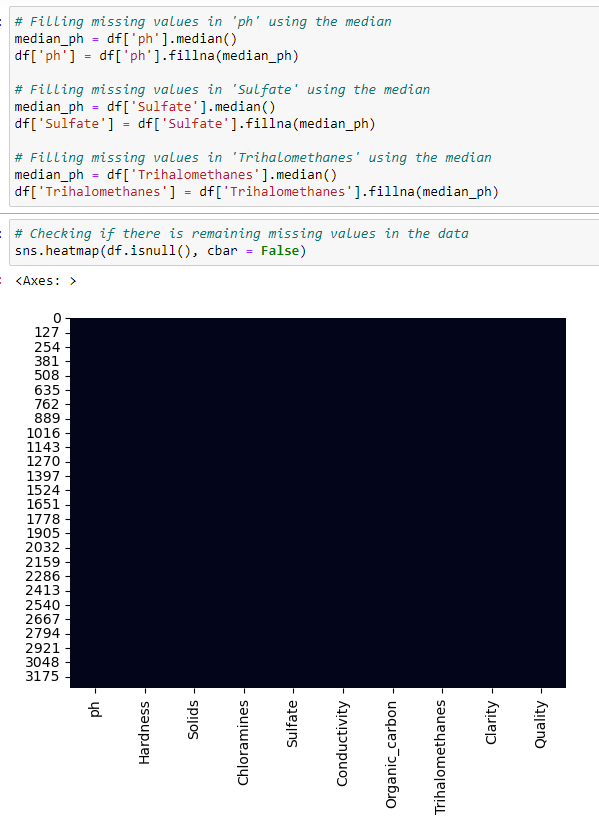 # Filling missing values in 'ph' using the median
median_ph = df['ph'].median()
df['ph'] = df['ph'].fillna(median_ph)
# Filling missing values in 'Sulfate' using the median
median_ph = df['Sulfate'].median()
df['Sulfate'] = df['Sulfate'].fillna(median_ph)
# Filling missing values in 'Trihalomethanes' using the median
median_ph = df['Trihalomethanes'].median()
df['Trihalomethanes'] = df['Trihalomethanes'].fillna(median_ph)
# Checking if there is remaining missing values in the data
sns.heatmap(df.isnull(), cbar = False)
<Axes: >
0
127
254
381
508
635
762
889
1016
1143
1270
1397
1524
1651
1778
1905
2032
2159
2286
2413
2540
2667
2794
2921
3048
3175
ph
Hardness
Solids
Chloramines
Sulfate
Conductivity
Organic_carbon
Trihalomethanes
Clarity
Quality